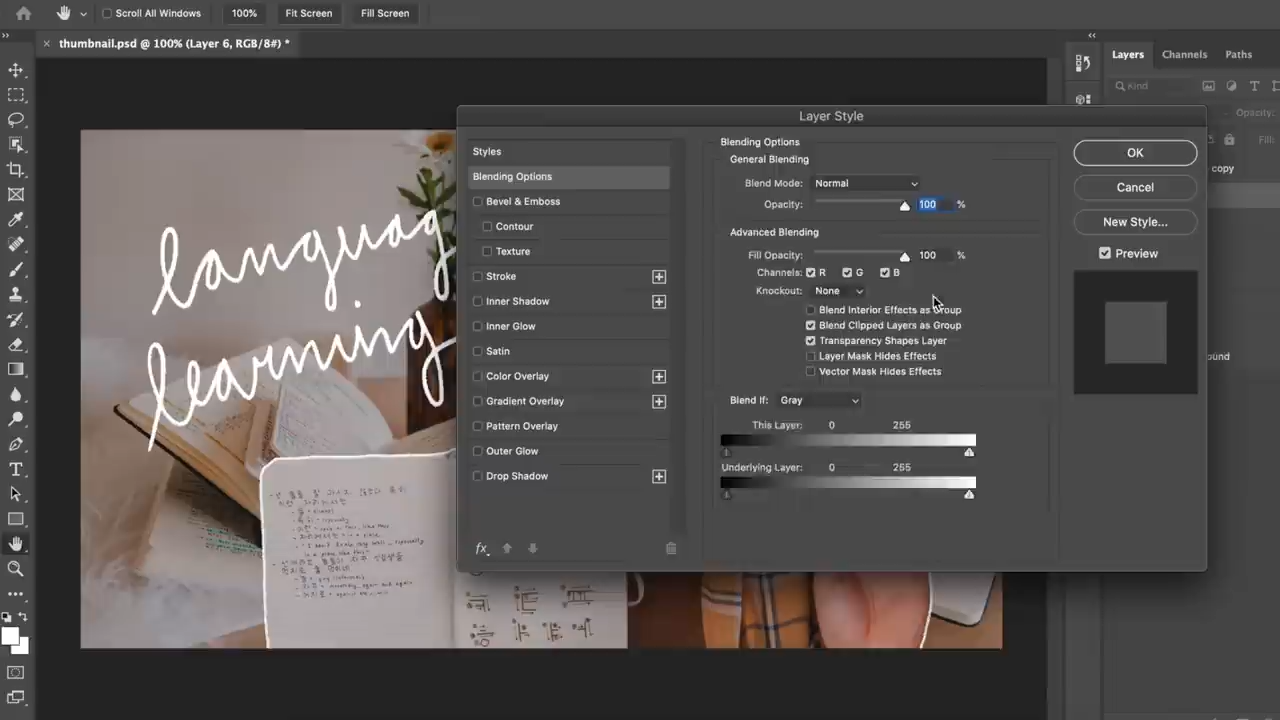 Scroll All Windows 100% Fit Screen Fill Screen
thumbnail.psd @ 100% (Layer 6, RGB/8#) *
Layers Channels Paths
Kind
Opacity:
Fill:
copy
ound
languag
learning
Layer Style
Styles
Blending Options
Bevel & Emboss
Contour
Texture
Stroke
Inner Shadow
Inner Glow
Satin
Color Overlay
Gradient Overlay
Pattern Overlay
Outer Glow
Drop Shadow
fx
Blending Options
General Blending
Blend Mode: Normal
Opacity: 100 %
Advanced Blending
Fill Opacity: 100 %
Channels: R G B
Knockout: None
Blend Interior Effects as Group
Blend Clipped Layers as Group
Transparency Shapes Layer
Layer Mask Hides Effects
Vector Mask Hides Effects
Blend If: Gray
This Layer: 0 255
Underlying Layer: 0 255
OK
Cancel
New Style...
Preview